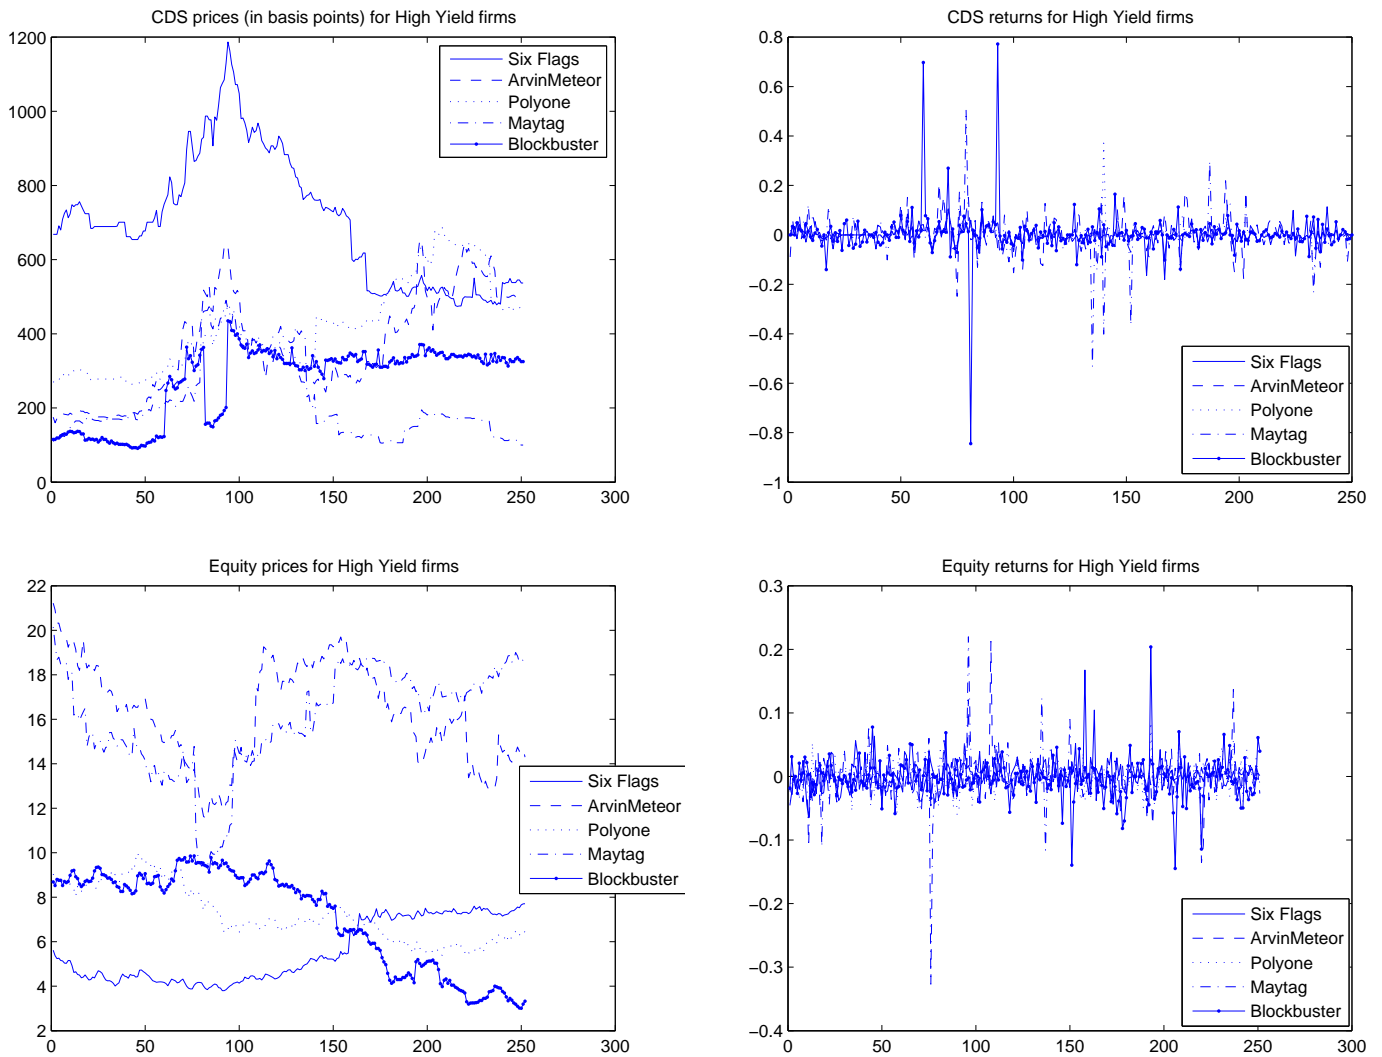 CDS prices (in basis points) for High Yield firms
1200
1000
800
600
400
200
0
0 50 100 150 200 250 300
Six Flags
ArvinMeteor
Polyone
Maytag
Blockbuster
CDS returns for High Yield firms
0.8
0.6
0.4
0.2
0
−0.2
−0.4
−0.6
−0.8
−1
0 50 100 150 200 250
Six Flags
ArvinMeteor
Polyone
Maytag
Blockbuster
Equity prices for High Yield firms
22
20
18
16
14
12
10
8
6
4
2
0 50 100 150 200 250 300
Six Flags
ArvinMeteor
Polyone
Maytag
Blockbuster
Equity returns for High Yield firms
0.3
0.2
0.1
0
−0.1
−0.2
−0.3
−0.4
0 50 100 150 200 250 300
Six Flags
ArvinMeteor
Polyone
Maytag
Blockbuster